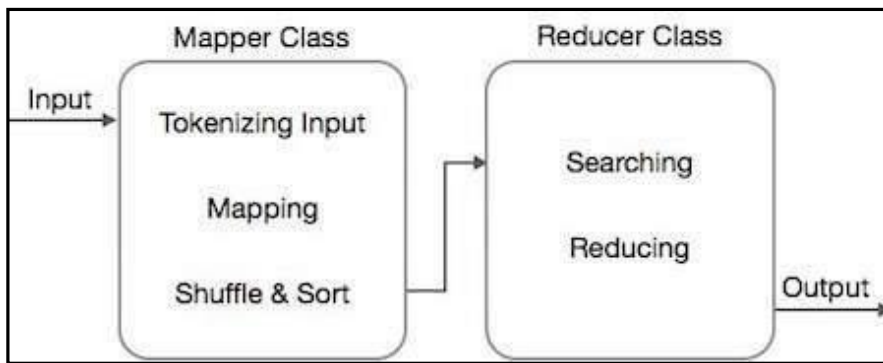 Mapper Class
Reducer Class
Input
Tokenizing Input
Mapping
Shuffle & Sort
Searching
Reducing
Output